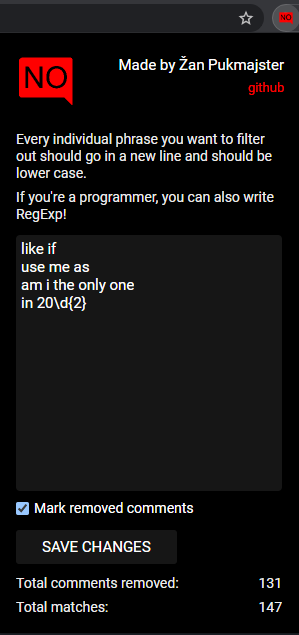 NO
NO
Made by Žan Pukmajster
github
Every individual phrase you want to filter
out should go in a new line and should be
lower case.
If you're a programmer, you can also write
RegExp!
like if
use me as
am i the only one
in 20\d{2}
Mark removed comments
SAVE CHANGES
Total comments removed: 131
Total matches: 147